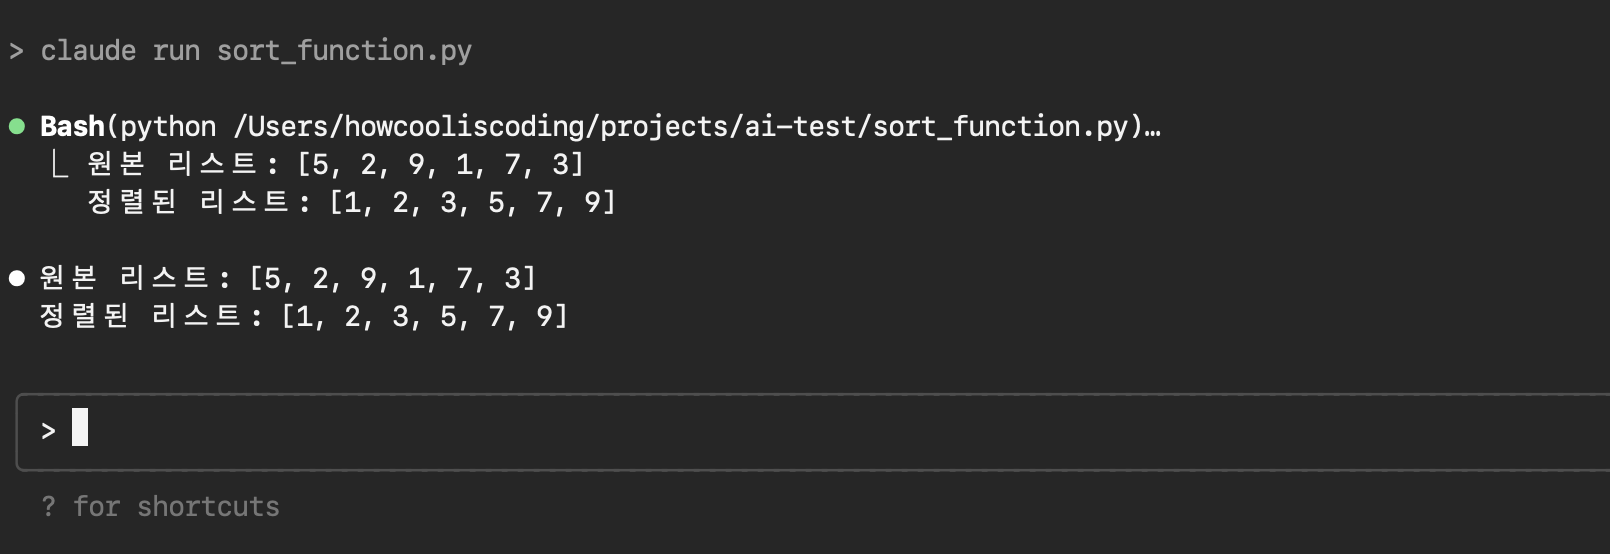 > claude run sort_function.py
● Bash(python /Users/howcooliscoding/projects/ai-test/sort_function.py)…
⎿ 원본 리스트: [5, 2, 9, 1, 7, 3]
정렬된 리스트: [1, 2, 3, 5, 7, 9]
● 원본 리스트: [5, 2, 9, 1, 7, 3]
정렬된 리스트: [1, 2, 3, 5, 7, 9]
>
? for shortcuts